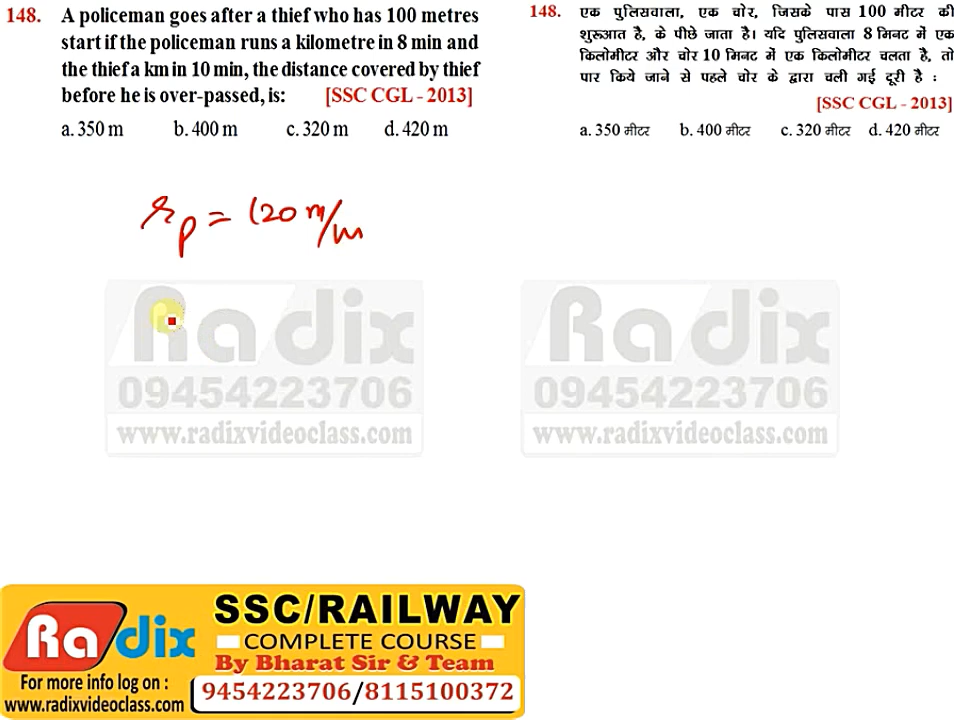 148. A policeman goes after a thief who has 100 metres
start if the policeman runs a kilometre in 8 min and
the thief a km in 10 min, the distance covered by thief
before he is over-passed, is: [SSC CGL - 2013]
a. 350 m b. 400 m c. 320 m d. 420 m
148. एक पुलिसवाला, एक चोर, जिसके पास 100 मीटर की
शुरूआत है, के पीछे जाता है। यदि पुलिसवाला 8 मिनट में एक
किलोमीटर और चोर 10 मिनट में एक किलोमीटर चलता है, तो
पार किये जाने से पहले चोर के द्वारा चली गई दूरी है :
[SSC CGL - 2013]
a. 350 मीटर b. 400 मीटर c. 320 मीटर d. 420 मीटर
= 120 m/m
Radix
09454223706
www.radixvideoclass.com
Radix
09454223706
www.radixvideoclass.com
Radix
For more info log on :
www.radixvideoclass.com
SSC/RAILWAY
COMPLETE COURSE
By Bharat Sir & Team
9454223706/8115100372